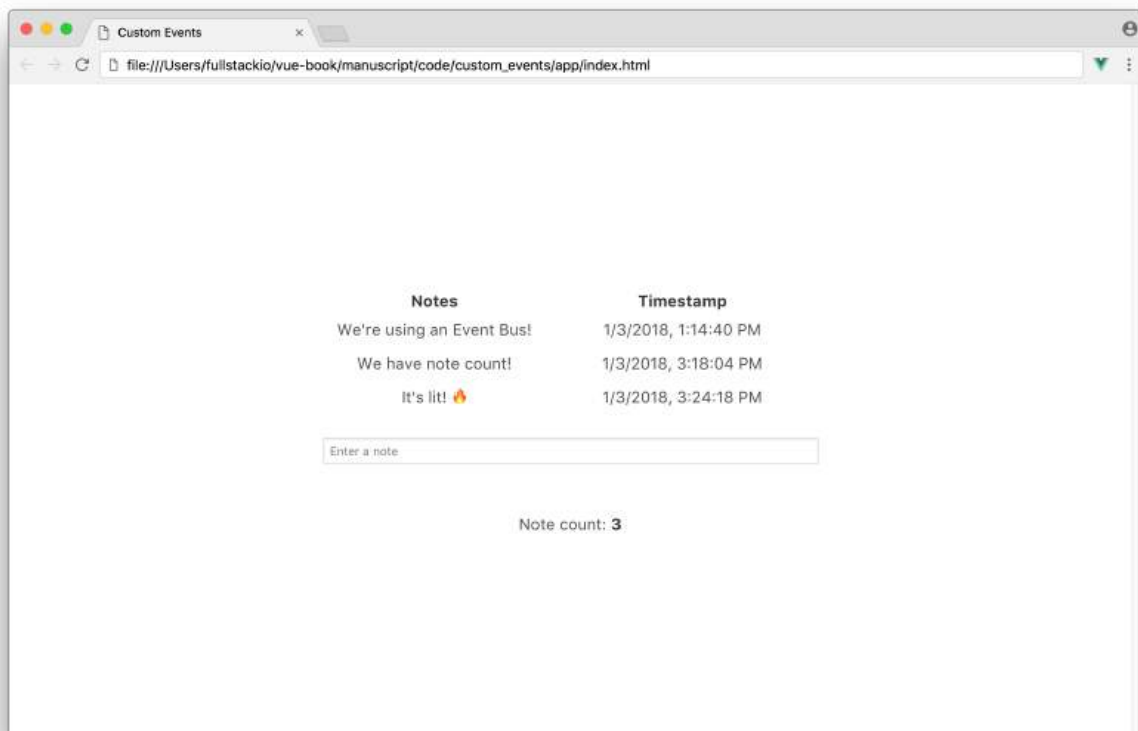 Custom Events
file:///Users/fullstackio/vue-book/manuscript/code/custom_events/app/index.html
Notes Timestamp
We're using an Event Bus! 1/3/2018, 1:14:40 PM
We have note count! 1/3/2018, 3:18:04 PM
It's lit! 🔥 1/3/2018, 3:24:18 PM
Enter a note
Note count: 3